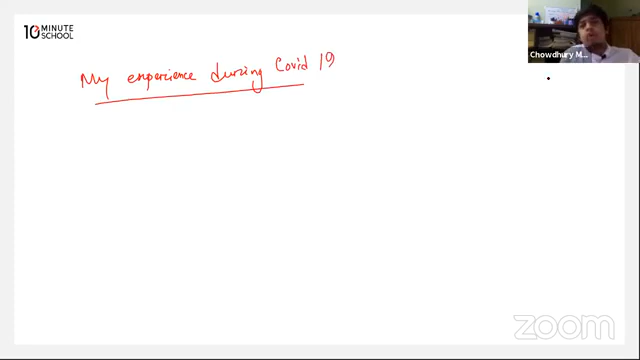 10 MINUTE
SCHOOL
My experience during Covid 19
Chowdhury M...
zoom